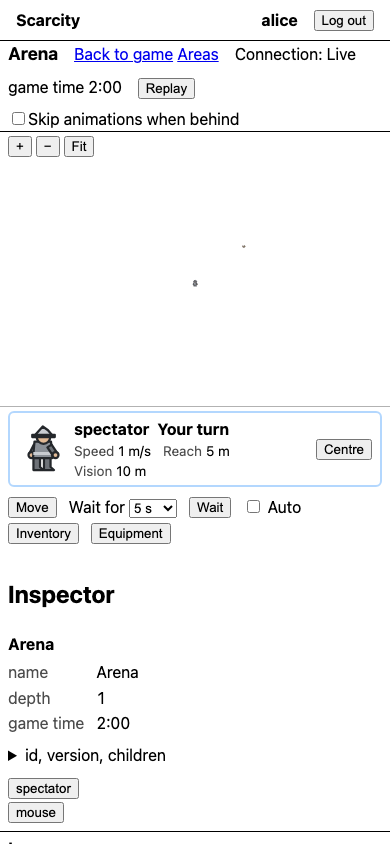 Scarcity alice Log out
Arena Back to game Areas Connection: Live
game time 2:00 Replay
Skip animations when behind
+ − Fit
spectator Your turn
Speed 1 m/s Reach 5 m
Centre
Vision 10 m
Move Wait for 5 s Wait Auto
Inventory Equipment
Inspector
Arena
name Arena
depth 1
game time 2:00
id, version, children
spectator
mouse